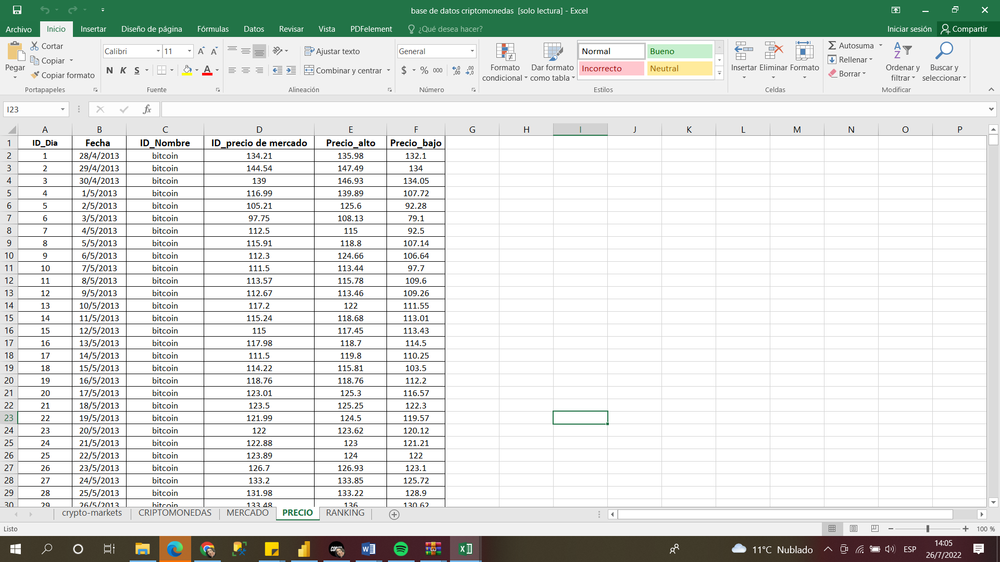 base de datos criptomonedas  [solo lectura] - Excel
Archivo Inicio Insertar Diseño de página Fórmulas Datos Revisar Vista PDFelement ¿Qué desea hacer? Iniciar sesión Compartir
Pegar Cortar Copiar Copiar formato Portapapeles
Calibri 11 N K S A Fuente
Ajustar texto Combinar y centrar Alineación
General $ % 000 Número
Formato condicional Dar formato como tabla Normal Bueno Incorrecto Neutral Estilos
Insertar Eliminar Formato Celdas
Autosuma Rellenar Borrar Ordenar y filtrar Buscar y seleccionar Modificar
I23 fx
A B C D E F G H I J K L M N O P
1 ID_Dia Fecha ID_Nombre ID_precio de mercado Precio_alto Precio_bajo
2 1 28/4/2013 bitcoin 134.21 135.98 132.1
3 2 29/4/2013 bitcoin 144.54 147.49 134
4 3 30/4/2013 bitcoin 139 146.93 134.05
5 4 1/5/2013 bitcoin 116.99 139.89 107.72
6 5 2/5/2013 bitcoin 105.21 125.6 92.28
7 6 3/5/2013 bitcoin 97.75 108.13 79.1
8 7 4/5/2013 bitcoin 112.5 115 92.5
9 8 5/5/2013 bitcoin 115.91 118.8 107.14
10 9 6/5/2013 bitcoin 112.3 124.66 106.64
11 10 7/5/2013 bitcoin 111.5 113.44 97.7
12 11 8/5/2013 bitcoin 113.57 115.78 109.6
13 12 9/5/2013 bitcoin 112.67 113.46 109.26
14 13 10/5/2013 bitcoin 117.2 122 111.55
15 14 11/5/2013 bitcoin 115.24 118.68 113.01
16 15 12/5/2013 bitcoin 115 117.45 113.43
17 16 13/5/2013 bitcoin 117.98 118.7 114.5
18 17 14/5/2013 bitcoin 111.5 119.8 110.25
19 18 15/5/2013 bitcoin 114.22 115.81 103.5
20 19 16/5/2013 bitcoin 118.76 118.76 112.2
21 20 17/5/2013 bitcoin 123.01 125.3 116.57
22 21 18/5/2013 bitcoin 123.5 125.25 122.3
23 22 19/5/2013 bitcoin 121.99 124.5 119.57
24 23 20/5/2013 bitcoin 122 123.62 120.12
25 24 21/5/2013 bitcoin 122.88 123 121.21
26 25 22/5/2013 bitcoin 123.89 124 122
27 26 23/5/2013 bitcoin 126.7 126.93 123.1
28 27 24/5/2013 bitcoin 133.2 133.85 125.72
29 28 25/5/2013 bitcoin 131.98 133.22 128.9
30 29 26/5/2013 bitcoin 133.48 136 130.62
crypto-markets CRIPTOMONEDAS MERCADO PRECIO RANKING
Listo 100 %
11°C Nublado ESP 14:05
26/7/2022